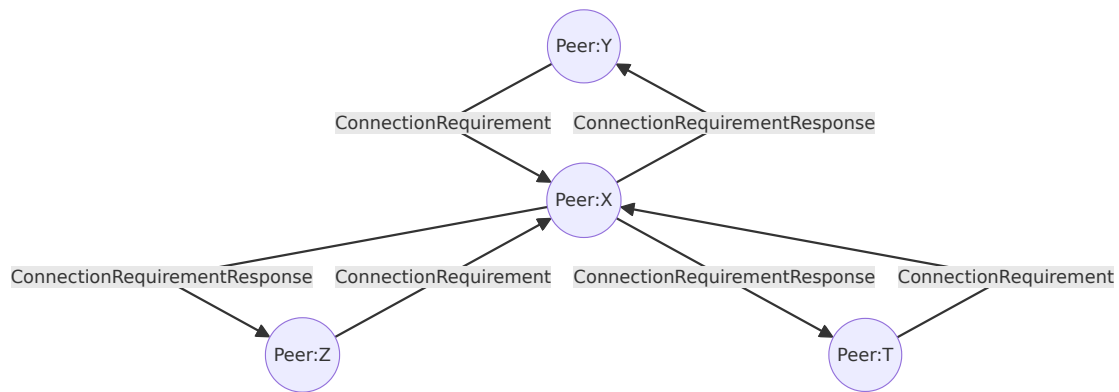 Peer:Y
ConnectionRequirement
ConnectionRequirementResponse
Peer:X
ConnectionRequirementResponse
ConnectionRequirement
ConnectionRequirementResponse
ConnectionRequirement
Peer:Z
Peer:T